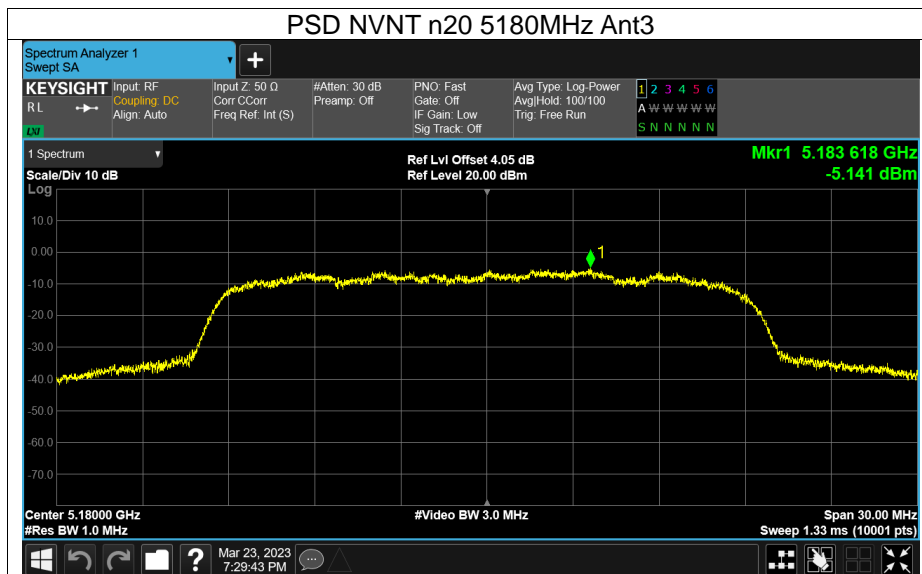 PSD NVNT n20 5180MHz Ant3
Spectrum Analyzer 1
Swept SA
+
KEYSIGHT Input: RF Input Z: 50 Ω #Atten: 30 dB PNO: Fast Avg Type: Log-Power 1 2 3 4 5 6
R L Coupling: DC Corr CCorr Preamp: Off Gate: Off Avg|Hold: 100/100 A W W W W W
Align: Auto Freq Ref: Int (S) IF Gain: Low Trig: Free Run
LXI Sig Track: Off S N N N N N
1 Spectrum Ref Lvl Offset 4.05 dB Mkr1 5.183 618 GHz
Scale/Div 10 dB Ref Level 20.00 dBm -5.141 dBm
Log
10.0
0.00 1
-10.0
-20.0
-30.0
-40.0
-50.0
-60.0
-70.0
Center 5.18000 GHz #Video BW 3.0 MHz Span 30.00 MHz
#Res BW 1.0 MHz Sweep 1.33 ms (10001 pts)
? Mar 23, 2023
7:29:43 PM